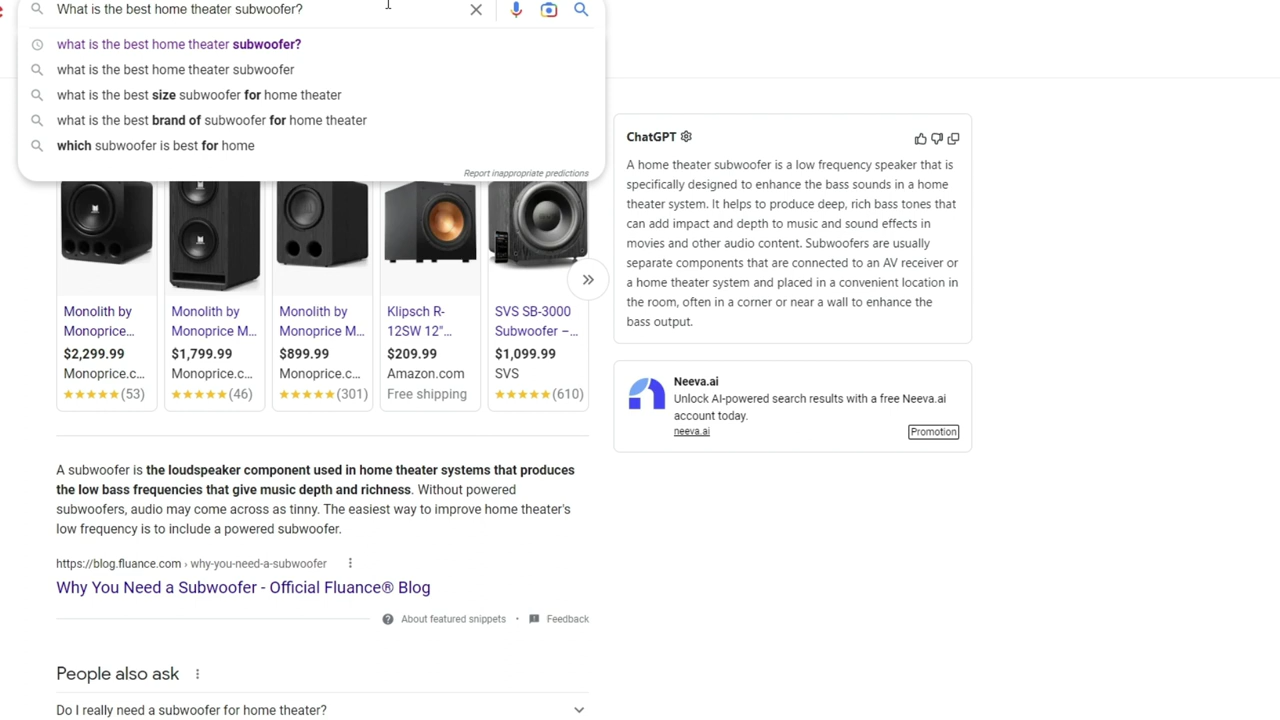 What is the best home theater subwoofer?
what is the best home theater subwoofer?
what is the best home theater subwoofer
what is the best size subwoofer for home theater
what is the best brand of subwoofer for home theater
which subwoofer is best for home
Report inappropriate predictions
Monolith by
Monoprice...
$2,299.99
Monoprice.c...
(53)
Monolith by
Monoprice M...
$1,799.99
Monoprice.c...
(46)
Monolith by
Monoprice M...
$899.99
Monoprice.c...
(301)
Klipsch R-
12SW 12"...
$209.99
Amazon.com
Free shipping
SVS SB-3000
Subwoofer –...
$1,099.99
SVS
(610)
A subwoofer is the loudspeaker component used in home theater systems that produces
the low bass frequencies that give music depth and richness. Without powered
subwoofers, audio may come across as tinny. The easiest way to improve home theater's
low frequency is to include a powered subwoofer.
https://blog.fluance.com › why-you-need-a-subwoofer
Why You Need a Subwoofer - Official Fluance® Blog
About featured snippets • Feedback
People also ask
Do I really need a subwoofer for home theater?
ChatGPT
A home theater subwoofer is a low frequency speaker that is
specifically designed to enhance the bass sounds in a home
theater system. It helps to produce deep, rich bass tones that
can add impact and depth to music and sound effects in
movies and other audio content. Subwoofers are usually
separate components that are connected to an AV receiver or
a home theater system and placed in a convenient location in
the room, often in a corner or near a wall to enhance the
bass output.
Neeva.ai
Unlock AI-powered search results with a free Neeva.ai
account today.
neeva.ai
Promotion